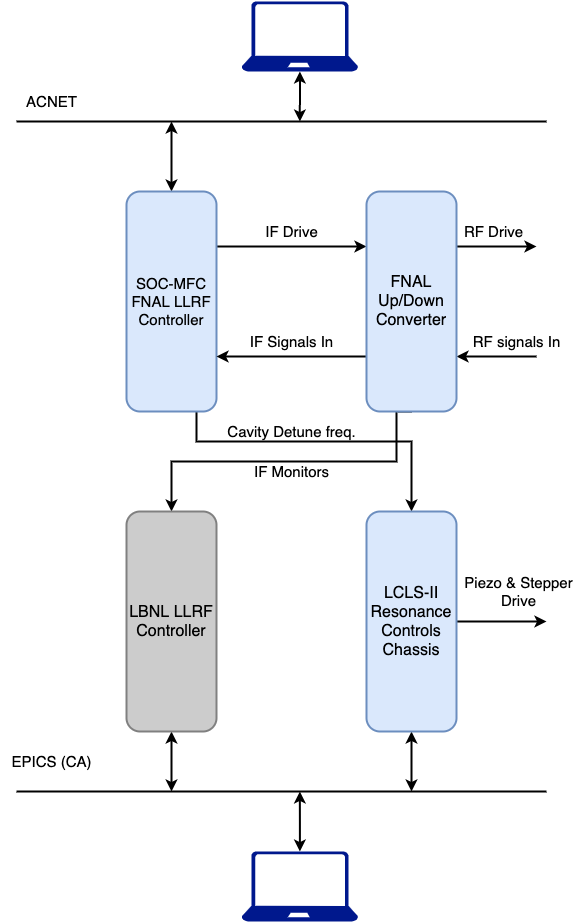 ACNET
IF Drive
RF Drive
SOC-MFC
FNAL LLRF
Controller
FNAL
Up/Down
Converter
IF Signals In
RF signals In
Cavity Detune freq.
IF Monitors
LBNL LLRF
Controller
LCLS-II
Resonance
Controls
Chassis
Piezo & Stepper
Drive
EPICS (CA)